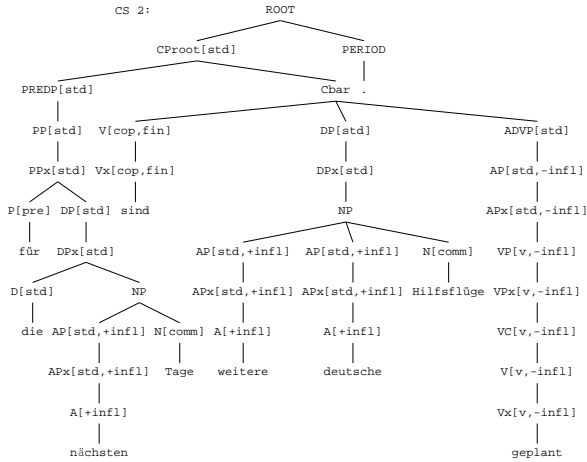 CS 2: ROOT
CProot[std] PERIOD
PREDP[std] Cbar .
PP[std] V[cop,fin] DP[std] ADVP[std]
PPx[std] Vx[cop,fin] DPx[std] AP[std,-infl]
P[pre] DP[std] sind NP APx[std,-infl]
für DPx[std] AP[std,+infl] AP[std,+infl] N[comm] VP[v,-infl]
D[std] NP APx[std,+infl] APx[std,+infl] Hilfsflüge VPx[v,-infl]
die AP[std,+infl] N[comm] A[+infl] A[+infl] VC[v,-infl]
APx[std,+infl] Tage weitere deutsche V[v,-infl]
A[+infl] Vx[v,-infl]
nächsten geplant